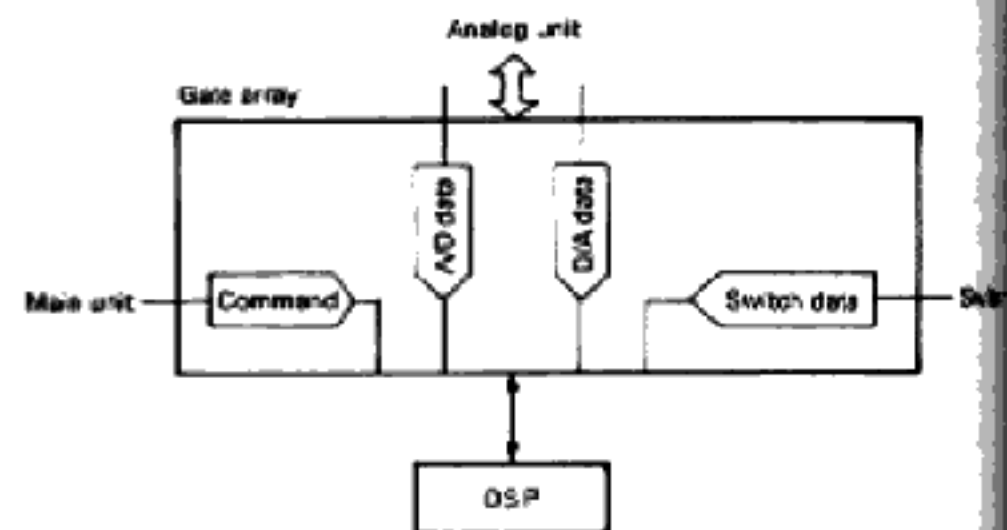 Analog unit
Gate array
A/D data
D/A data
Main unit
Command
Switch data
DSP